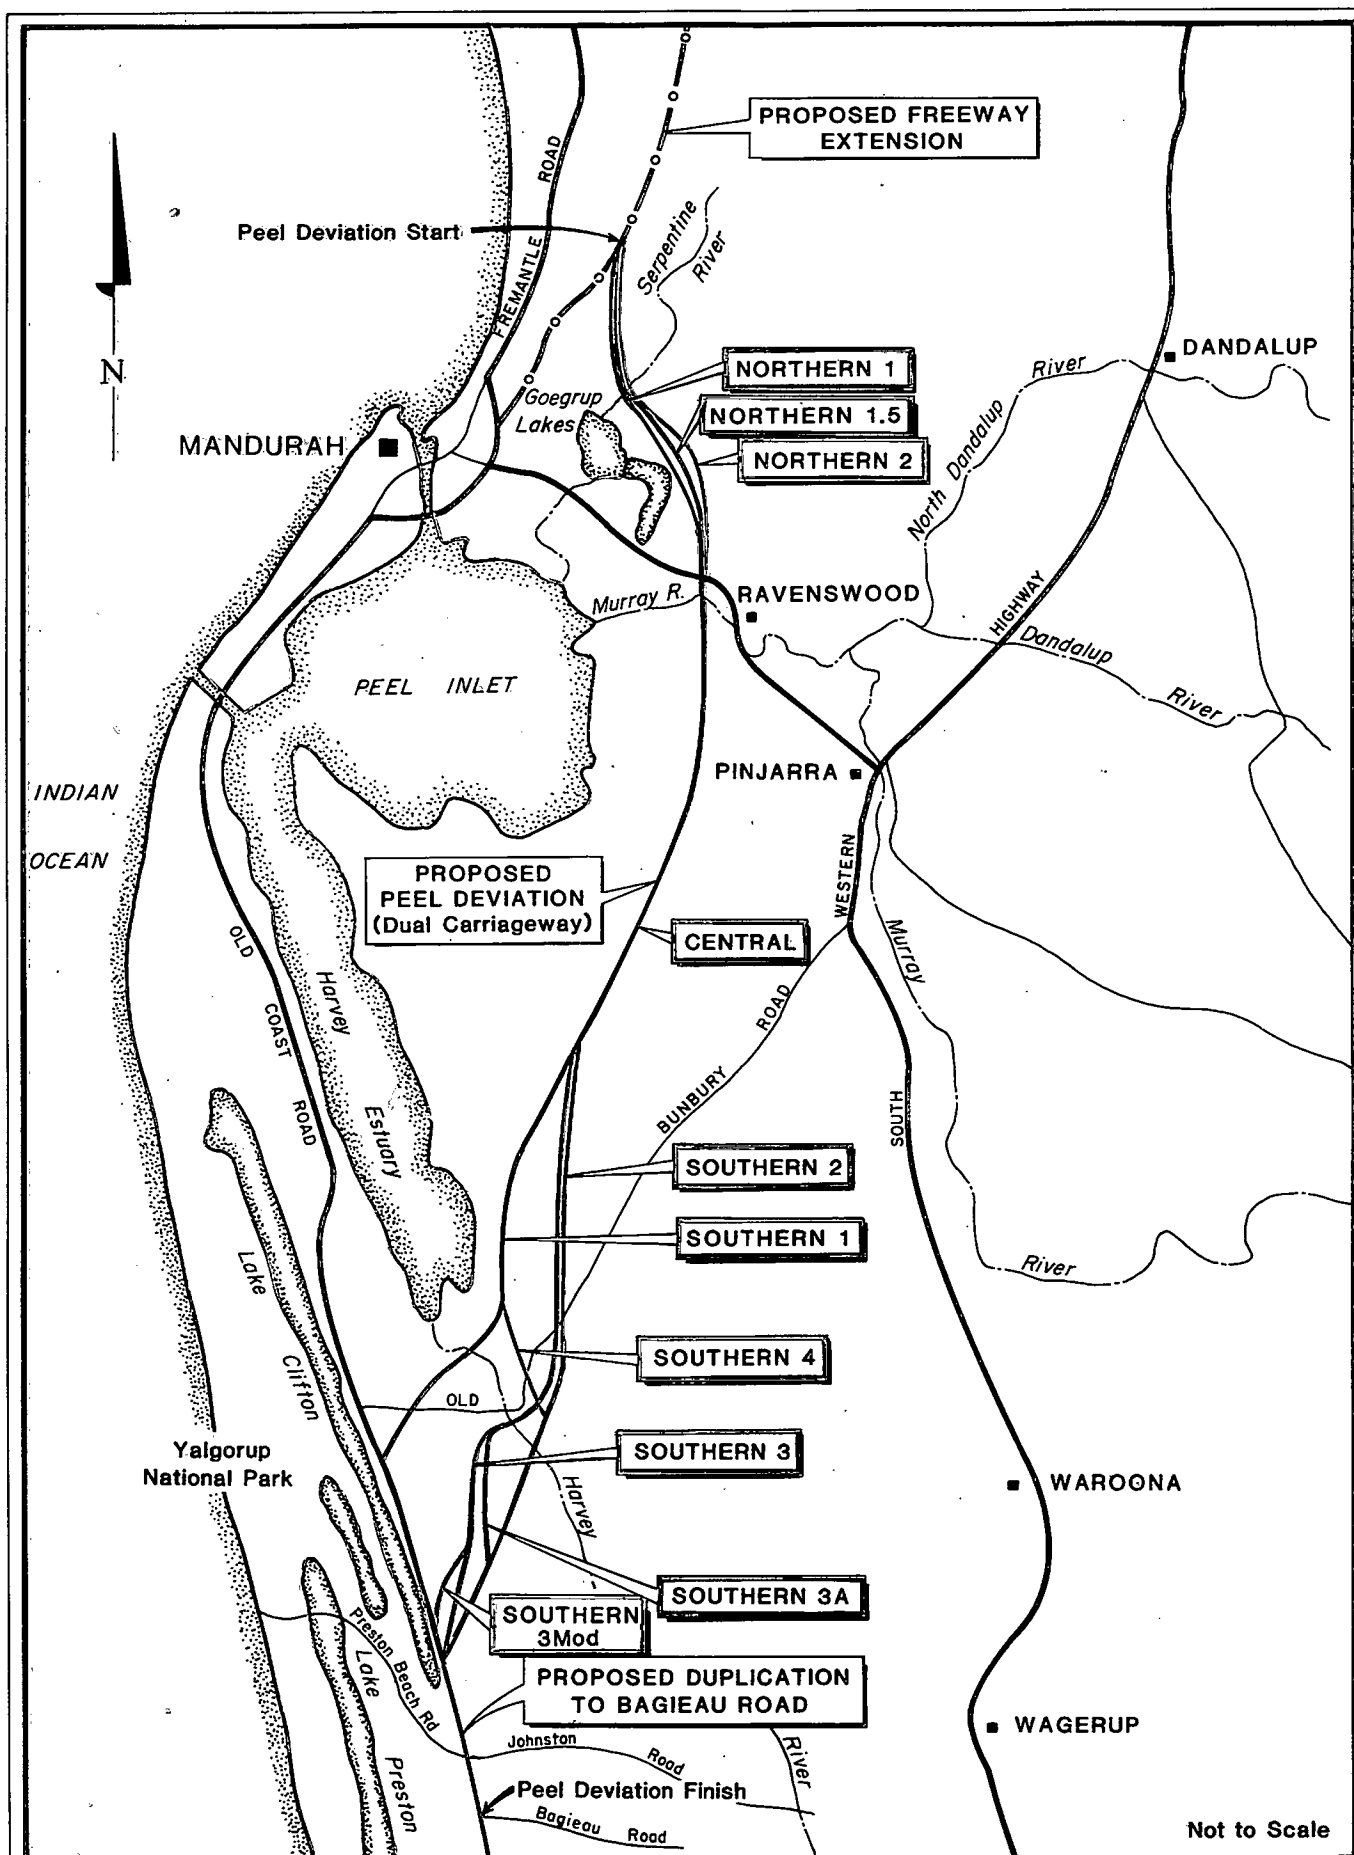 PROPOSED FREEWAY
EXTENSION
FREMANTLE ROAD
Peel Deviation Start
Serpentine
River
N
DANDALUP
River
North Dandalup
NORTHERN 1
Goegrup
Lakes
NORTHERN 1.5
MANDURAH
NORTHERN 2
RAVENSWOOD
Murray R.
HIGHWAY
Dandalup
River
PEEL INLET
PINJARRA
INDIAN
OCEAN
WESTERN
PROPOSED
PEEL DEVIATION
(Dual Carriageway)
CENTRAL
OLD
COAST
ROAD
Harvey
Estuary
Murray
River
BUNBURY
ROAD
SOUTH
SOUTHERN 2
SOUTHERN 1
Lake
Clifton
SOUTHERN 4
OLD
Yalgorup
National Park
SOUTHERN 3
WAROONA
Harvey
River
SOUTHERN 3A
SOUTHERN
3Mod
Preston Beach Rd
Lake
Preston
PROPOSED DUPLICATION
TO BAGIEAU ROAD
WAGERUP
Johnston Road
Peel Deviation Finish
Bagieau Road
Not to Scale